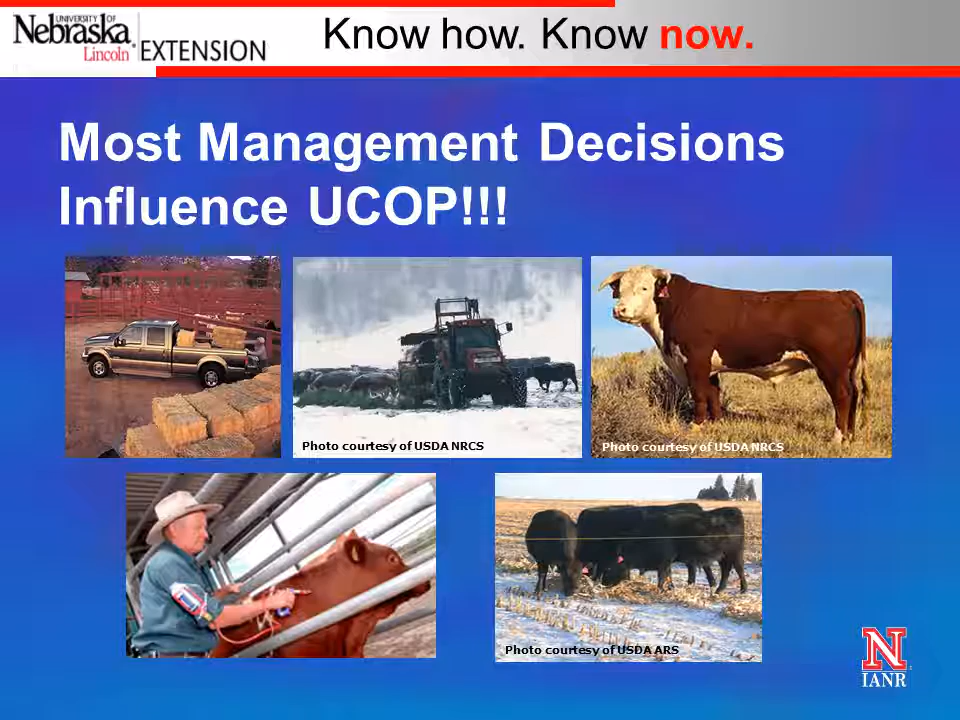 UNIVERSITY OF
Nebraska
Lincoln
EXTENSION
Know how. Know now.
Most Management Decisions
Influence UCOP!!!
Photo courtesy of USDA NRCS
Photo courtesy of USDA NRCS
Photo courtesy of USDA ARS
N
IANR